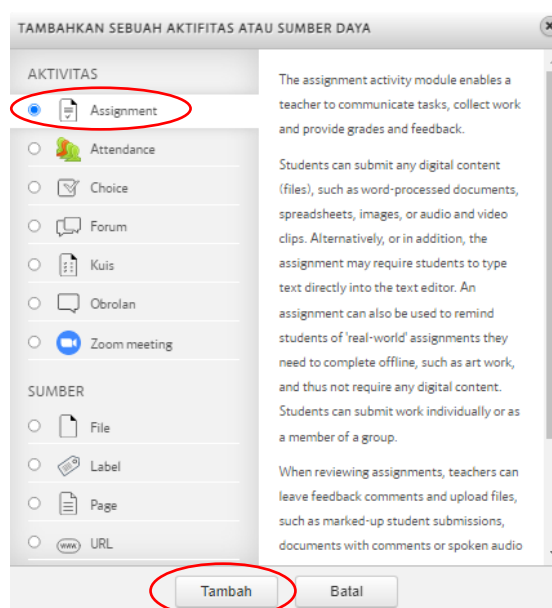 TAMBAHKAN SEBUAH AKTIFITAS ATAU SUMBER DAYA
AKTIVITAS
Assignment
Attendance
Choice
Forum
Kuis
Obrolan
Zoom meeting
SUMBER
File
Label
Page
www URL
The assignment activity module enables a
teacher to communicate tasks, collect work
and provide grades and feedback.
Students can submit any digital content
(files), such as word-processed documents,
spreadsheets, images, or audio and video
clips. Alternatively, or in addition, the
assignment may require students to type
text directly into the text editor. An
assignment can also be used to remind
students of 'real-world' assignments they
need to complete offline, such as art work,
and thus not require any digital content.
Students can submit work individually or as
a member of a group.
When reviewing assignments, teachers can
leave feedback comments and upload files,
such as marked-up student submissions,
documents with comments or spoken audio
Tambah
Batal